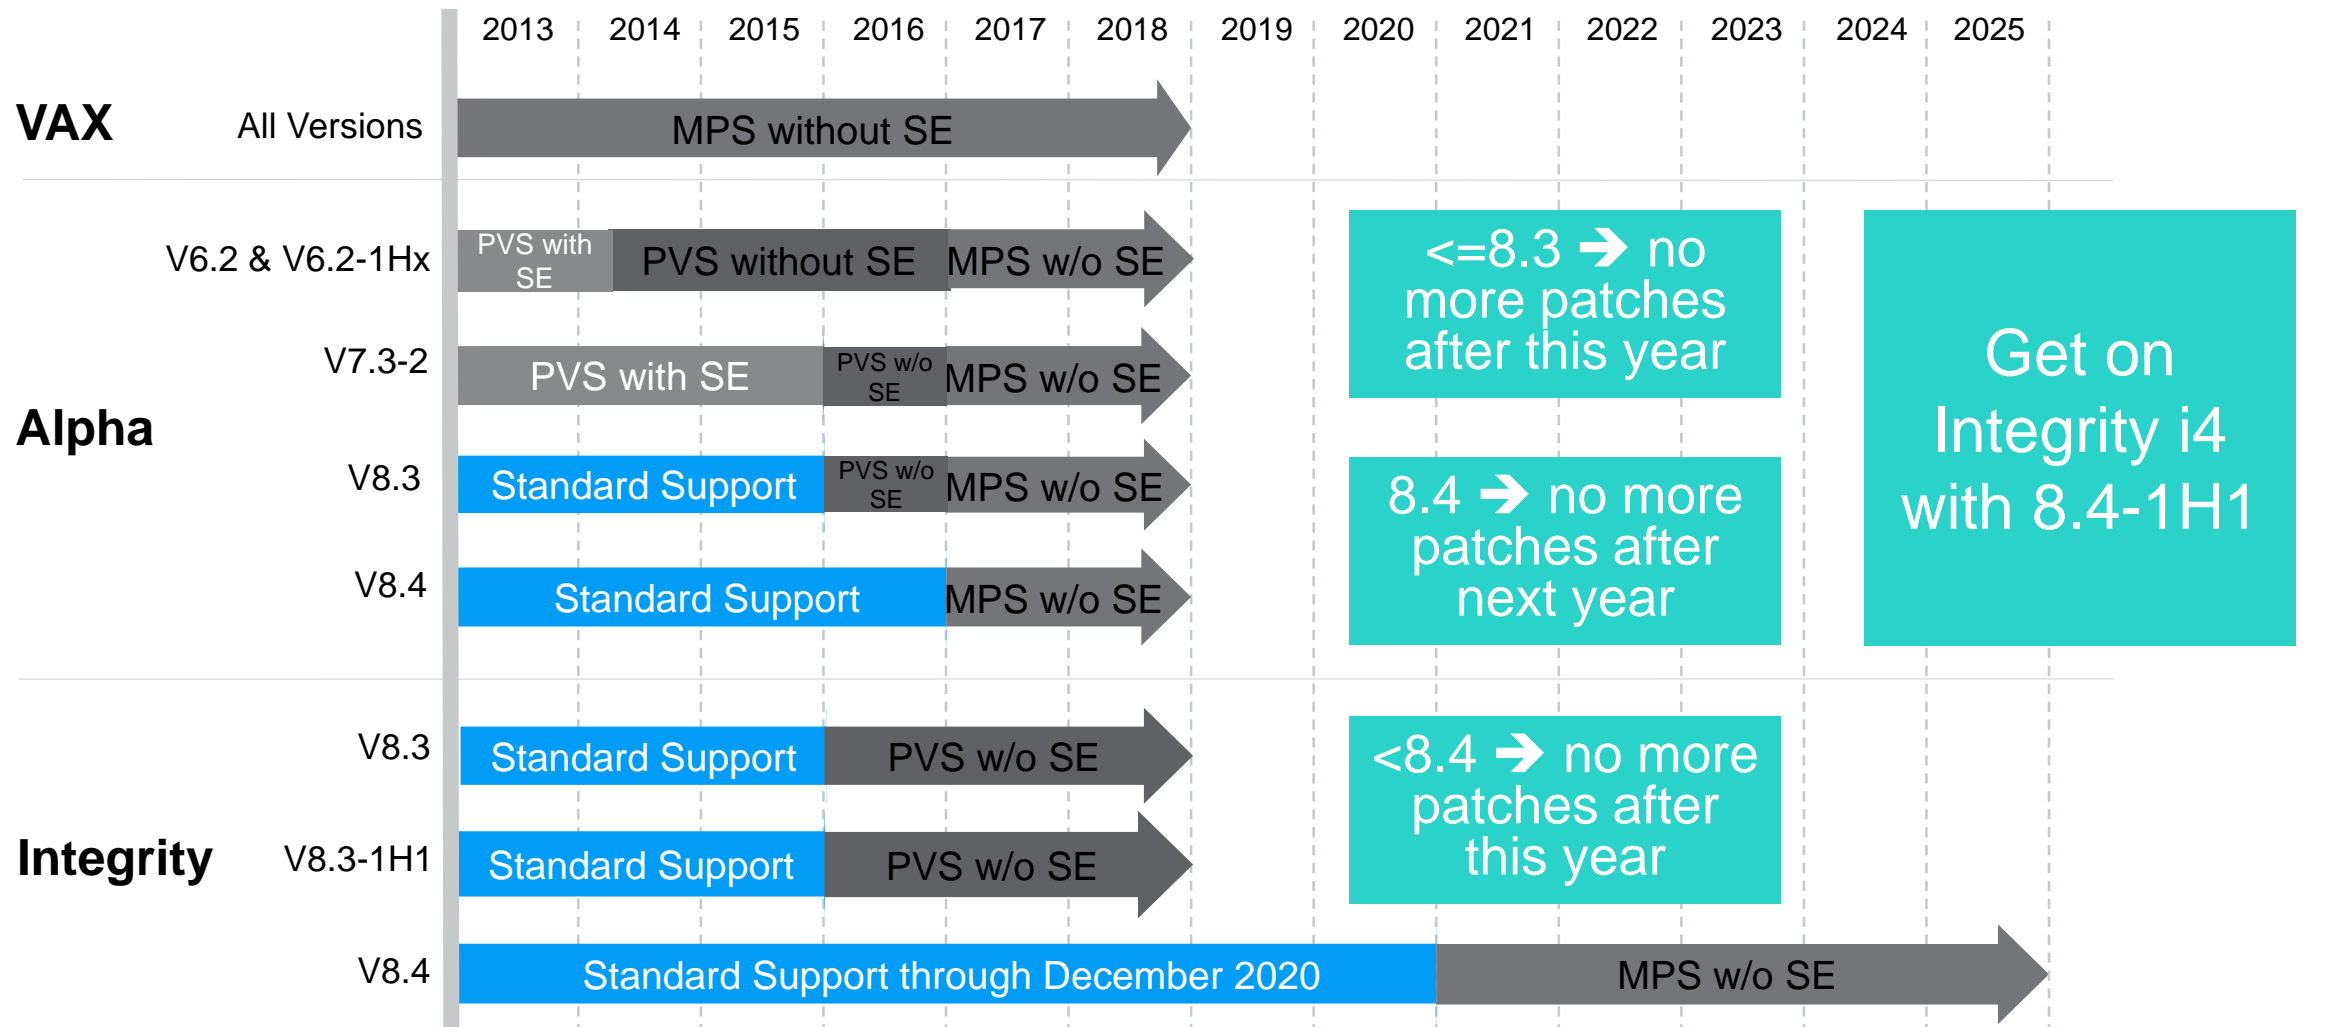 2013 2014 2015 2016 2017 2018 2019 2020 2021 2022 2023 2024 2025
VAX
All Versions
MPS without SE
Alpha
V6.2 & V6.2-1Hx
PVS with
SE
PVS without SE
MPS w/o SE
V7.3-2
PVS with SE
PVS w/o
SE
MPS w/o SE
V8.3
Standard Support
PVS w/o
SE
MPS w/o SE
V8.4
Standard Support
MPS w/o SE
<=8.3 ➔ no
more patches
after this year
8.4 ➔ no more
patches after
next year
Get on
Integrity i4
with 8.4-1H1
Integrity
V8.3
Standard Support
PVS w/o SE
V8.3-1H1
Standard Support
PVS w/o SE
V8.4
Standard Support through December 2020
MPS w/o SE
<8.4 ➔ no more
patches after
this year